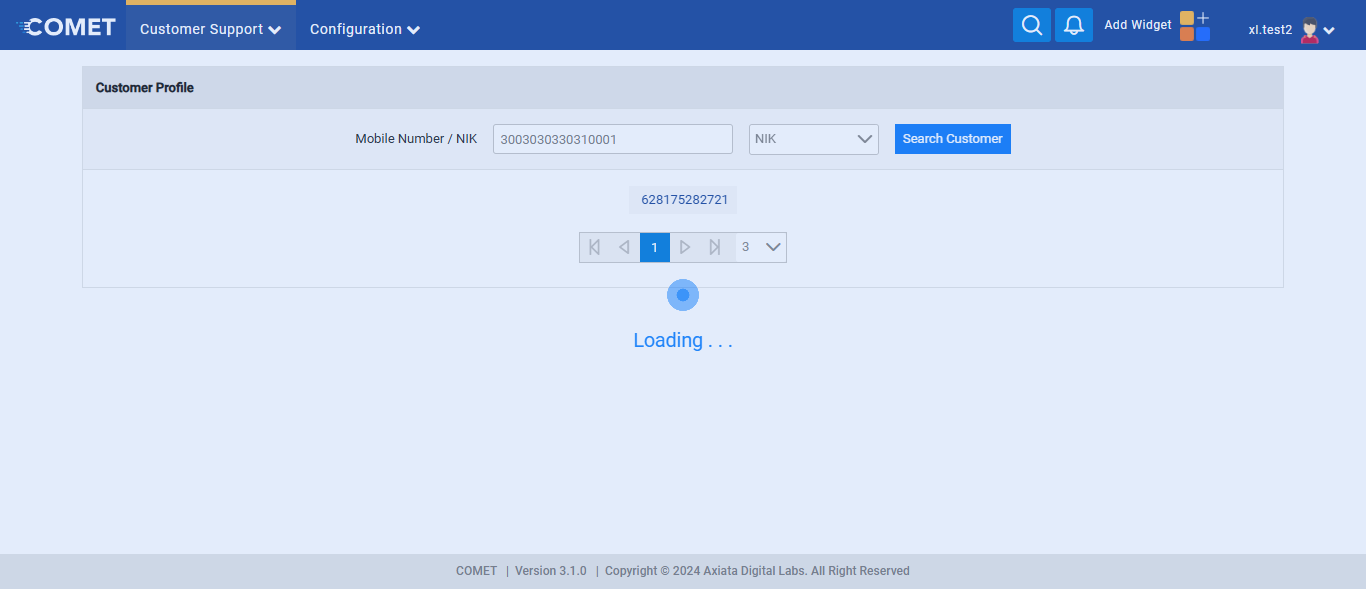 COMET Customer Support Configuration Add Widget xl.test2
Customer Profile
Mobile Number / NIK 3003030330310001 NIK Search Customer
628175282721
1 3
Loading . . .
COMET | Version 3.1.0 | Copyright © 2024 Axiata Digital Labs. All Right Reserved